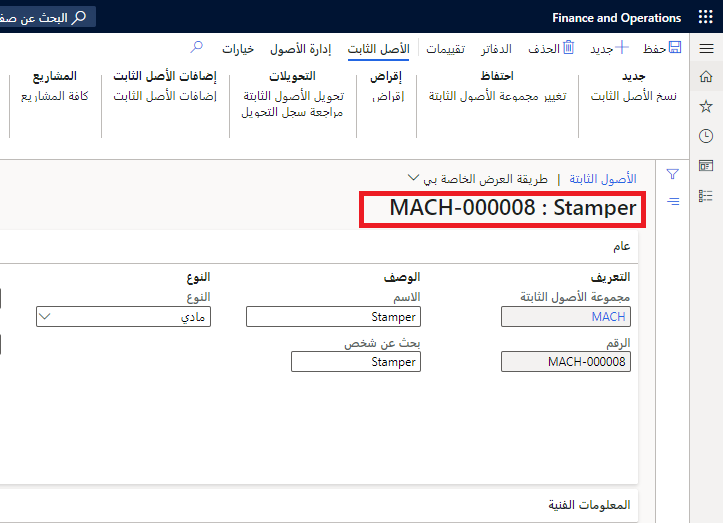 Finance and Operations
البحث عن صف
حفظ
جديد
الحذف
الدفاتر
تقييمات
الأصل الثابت
إدارة الأصول
خيارات
جديد
نسخ الأصل الثابت
احتفاظ
تغيير مجموعة الأصول الثابتة
إقراض
إقراض
التحويلات
تحويل الأصول الثابتة
مراجعة سجل التحويل
إضافات الأصل الثابت
إضافات الأصل الثابت
المشاريع
كافة المشاريع
الأصول الثابتة | طريقة العرض الخاصة بي
MACH-000008 : Stamper
عام
التعريف
مجموعة الأصول الثابتة
MACH
الرقم
MACH-000008
الوصف
الاسم
Stamper
بحث عن شخص
Stamper
النوع
النوع
مادي
المعلومات الفنية